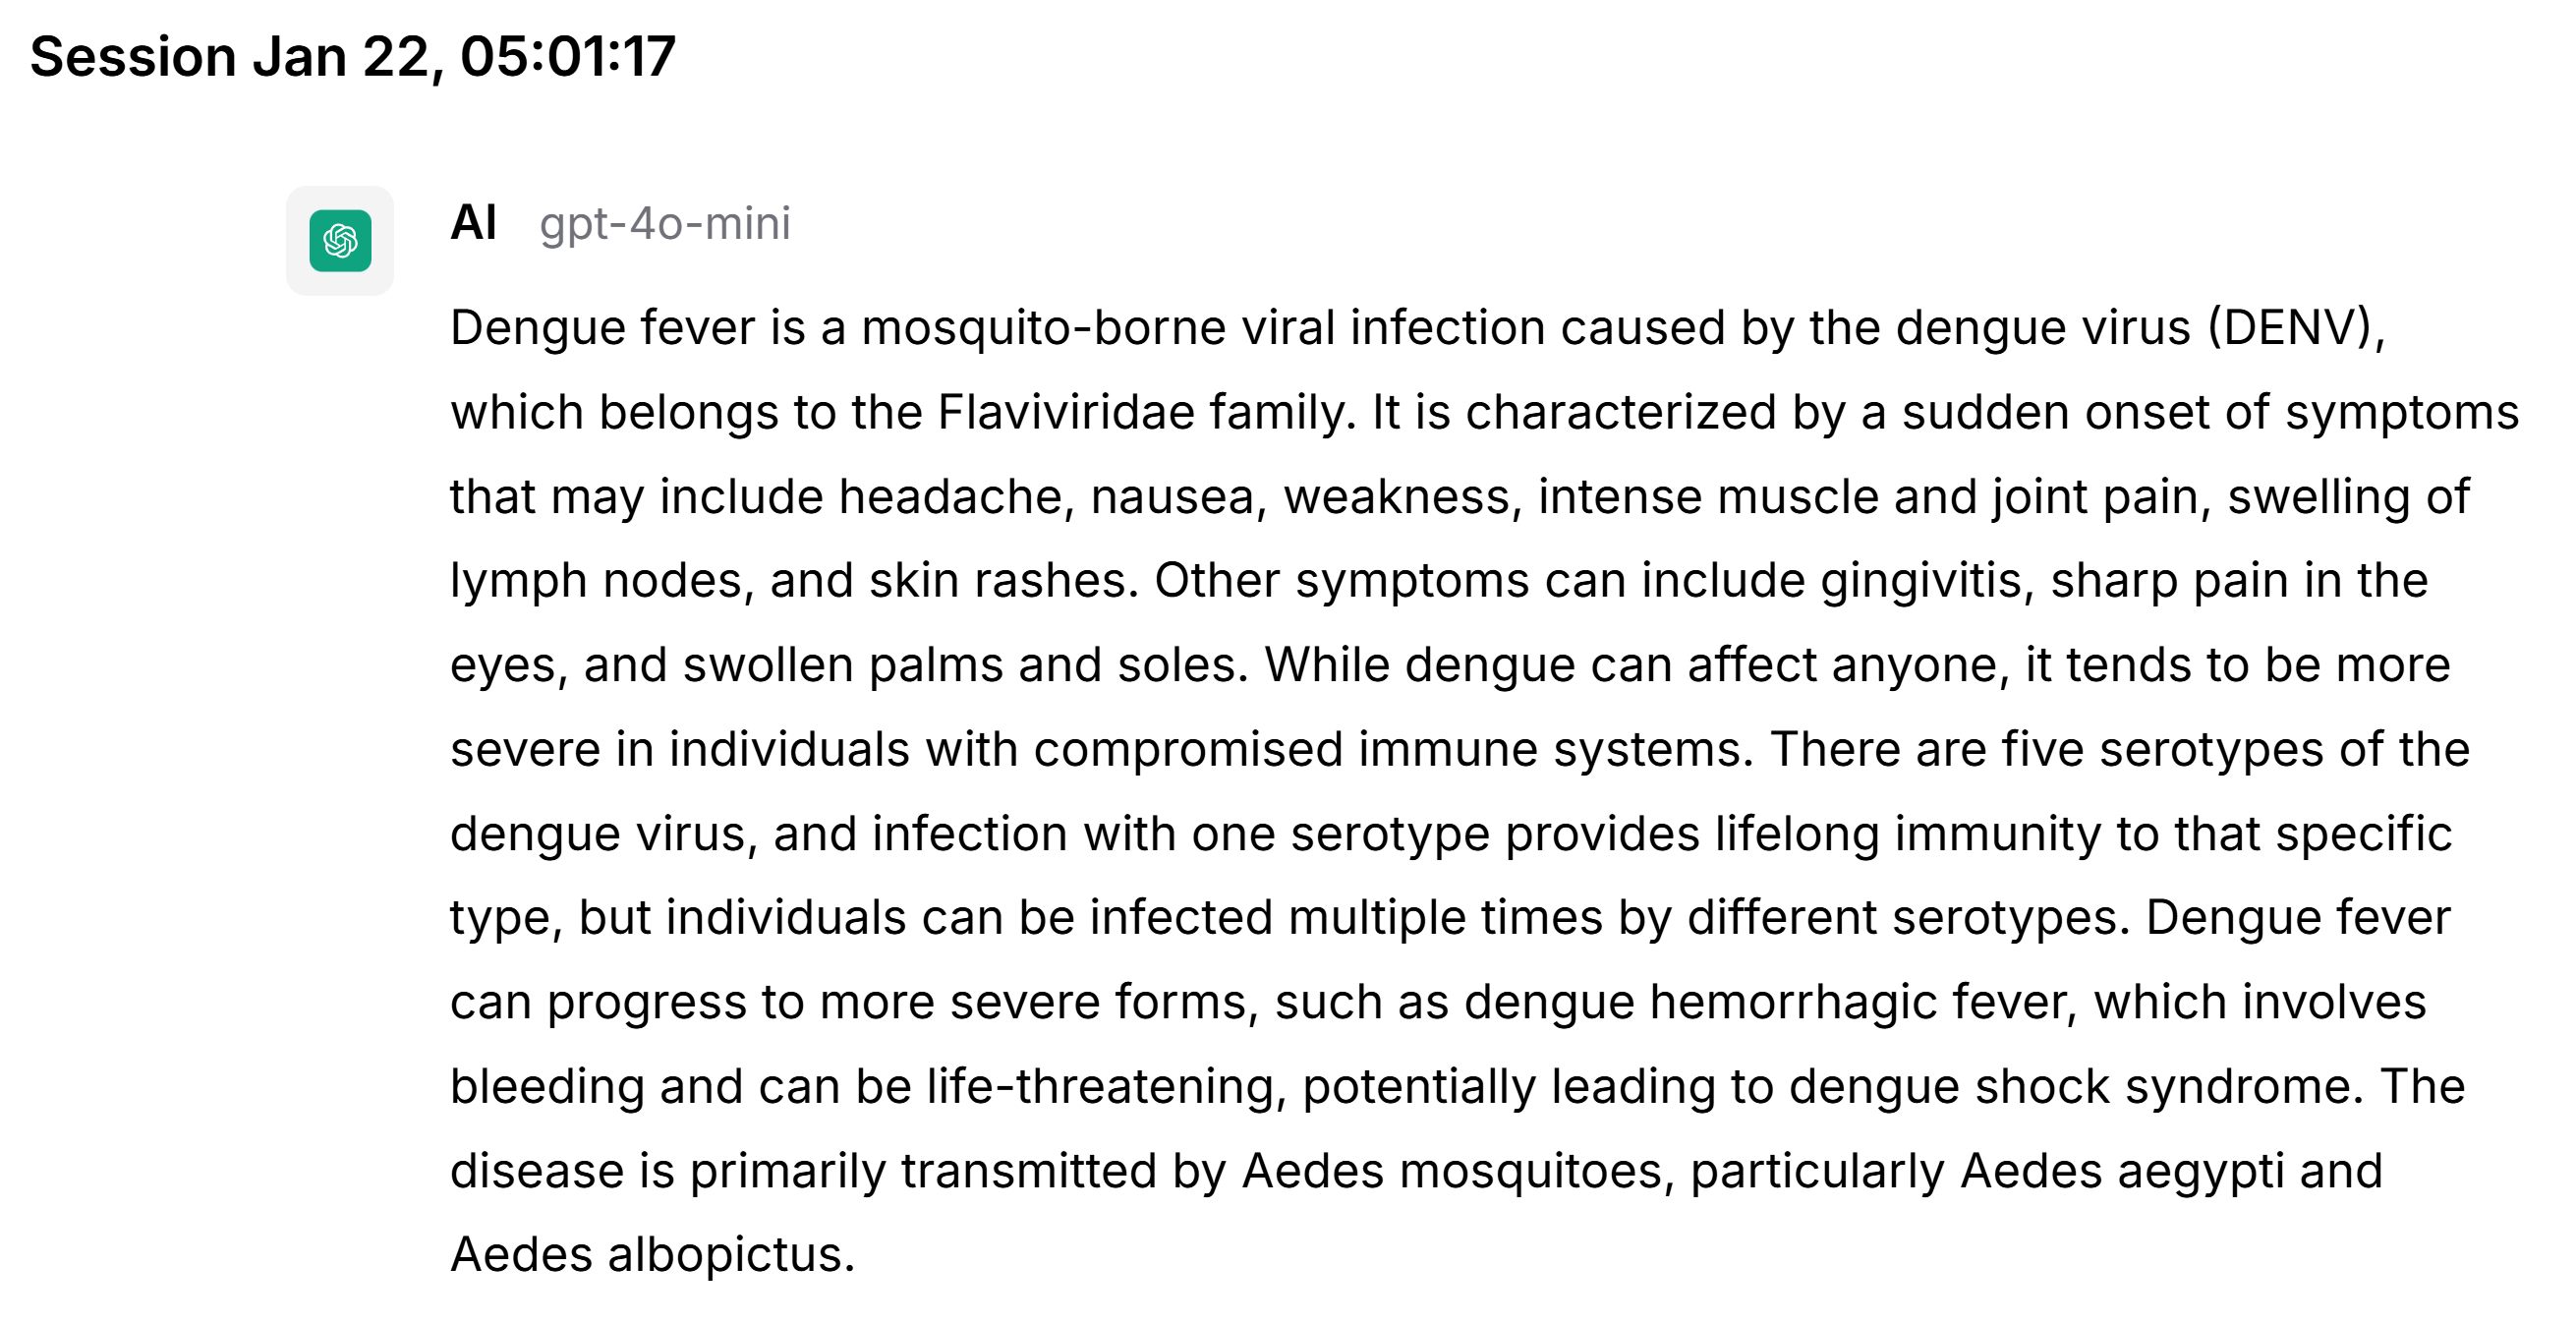 Session Jan 22, 05:01:17
AI gpt-4o-mini
Dengue fever is a mosquito-borne viral infection caused by the dengue virus (DENV),
which belongs to the Flaviviridae family. It is characterized by a sudden onset of symptoms
that may include headache, nausea, weakness, intense muscle and joint pain, swelling of
lymph nodes, and skin rashes. Other symptoms can include gingivitis, sharp pain in the
eyes, and swollen palms and soles. While dengue can affect anyone, it tends to be more
severe in individuals with compromised immune systems. There are five serotypes of the
dengue virus, and infection with one serotype provides lifelong immunity to that specific
type, but individuals can be infected multiple times by different serotypes. Dengue fever
can progress to more severe forms, such as dengue hemorrhagic fever, which involves
bleeding and can be life-threatening, potentially leading to dengue shock syndrome. The
disease is primarily transmitted by Aedes mosquitoes, particularly Aedes aegypti and
Aedes albopictus.